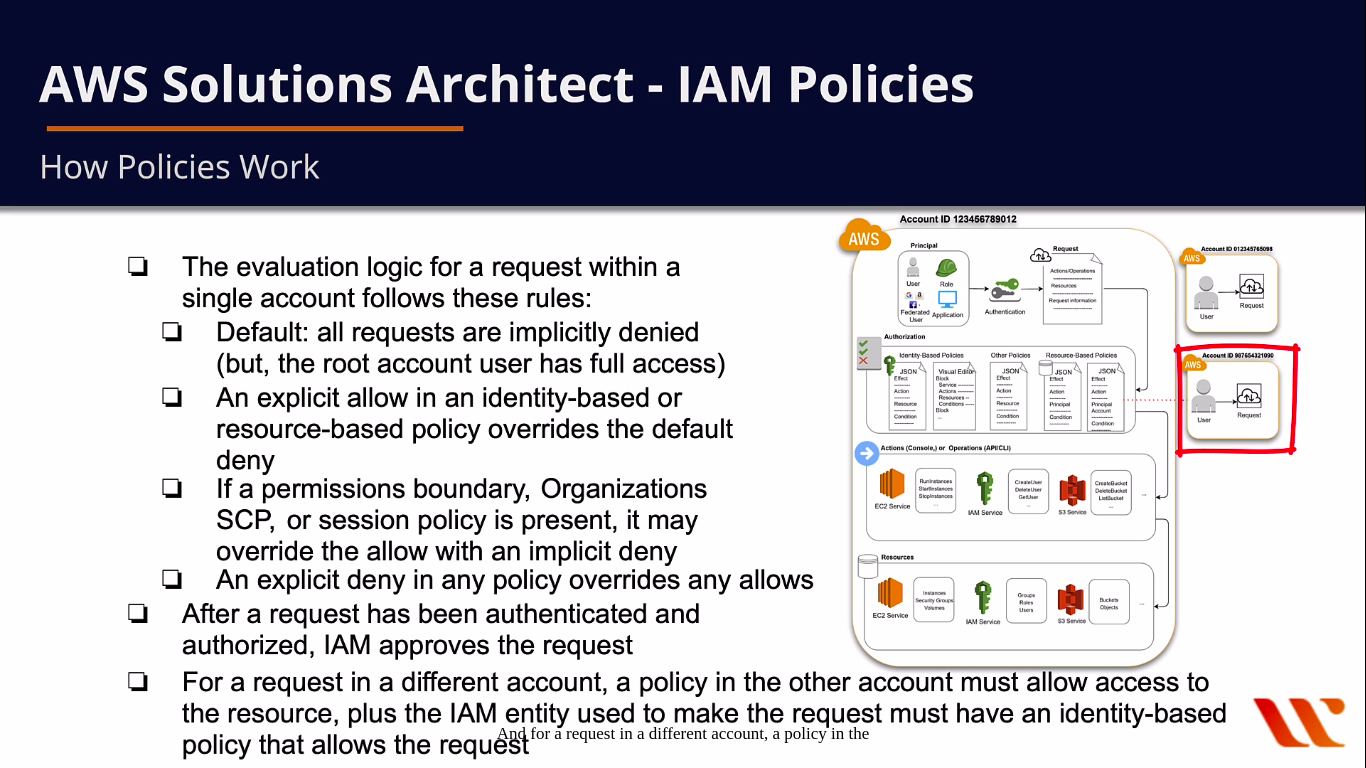 AWS Solutions Architect - IAM Policies
How Policies Work
❏ The evaluation logic for a request within a
single account follows these rules:
❏ Default: all requests are implicitly denied
(but, the root account user has full access)
❏ An explicit allow in an identity-based or
resource-based policy overrides the default
deny
❏ If a permissions boundary, Organizations
SCP, or session policy is present, it may
override the allow with an implicit deny
❏ An explicit deny in any policy overrides any allows
❏ After a request has been authenticated and
authorized, IAM approves the request
❏ For a request in a different account, a policy in the other account must allow access to
the resource, plus the IAM entity used to make the request must have an identity-based
policy that allows the request
And for a request in a different account, a policy in the
Account ID 123456789012
AWS
Principal
User
Role
Federated
User
Application
Authentication
Request
Actions/Operations
Resources
Request information
Authorization
Identity-Based Policies
Other Policies
Resource-Based Policies
JSON
Effect
Action
Resource
Condition
Visual Editor
Block
Service
Actions
Resources
Conditions
Block
...
JSON
Effect
Action
Resource
Condition
JSON
Effect
Action
Principal
Condition
JSON
Effect
Action
Principal
Account
Condition
Actions (Console,) or Operations (API/CLI)
EC2 Service
RunInstances
StartInstances
StopInstances
...
IAM Service
CreateUser
DeleteUser
GetUser
...
S3 Service
CreateBucket
DeleteBucket
ListBucket
...
...
Resources
EC2 Service
Instances
Security Groups
Volumes
IAM Service
Groups
Roles
Users
S3 Service
Buckets
Objects
...
Account ID 012345765098
AWS
User
Request
Account ID 987654321090
AWS
User
Request